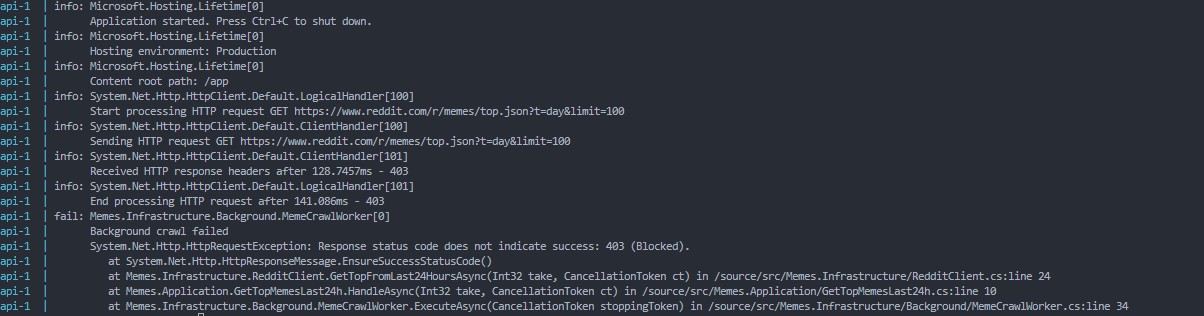 api-1  | info: Microsoft.Hosting.Lifetime[0]
api-1  |       Application started. Press Ctrl+C to shut down.
api-1  | info: Microsoft.Hosting.Lifetime[0]
api-1  |       Hosting environment: Production
api-1  | info: Microsoft.Hosting.Lifetime[0]
api-1  |       Content root path: /app
api-1  | info: System.Net.Http.HttpClient.Default.LogicalHandler[100]
api-1  |       Start processing HTTP request GET https://www.reddit.com/r/memes/top.json?t=day&limit=100
api-1  | info: System.Net.Http.HttpClient.Default.ClientHandler[100]
api-1  |       Sending HTTP request GET https://www.reddit.com/r/memes/top.json?t=day&limit=100
api-1  | info: System.Net.Http.HttpClient.Default.ClientHandler[101]
api-1  |       Received HTTP response headers after 128.7457ms - 403
api-1  | info: System.Net.Http.HttpClient.Default.LogicalHandler[101]
api-1  |       End processing HTTP request after 141.086ms - 403
api-1  | fail: Memes.Infrastructure.Background.MemeCrawlWorker[0]
api-1  |       Background crawl failed
api-1  |       System.Net.Http.HttpRequestException: Response status code does not indicate success: 403 (Blocked).
api-1  |          at System.Net.Http.HttpResponseMessage.EnsureSuccessStatusCode()
api-1  |          at Memes.Infrastructure.RedditClient.GetTopFromLast24HoursAsync(Int32 take, CancellationToken ct) in /source/src/Memes.Infrastructure/RedditClient.cs:line 24
api-1  |          at Memes.Application.GetTopMemesLast24h.HandleAsync(Int32 take, CancellationToken ct) in /source/src/Memes.Application/GetTopMemesLast24h.cs:line 10
api-1  |          at Memes.Infrastructure.Background.MemeCrawlWorker.ExecuteAsync(CancellationToken stoppingToken) in /source/src/Memes.Infrastructure/Background/MemeCrawlWorker.cs:line 34